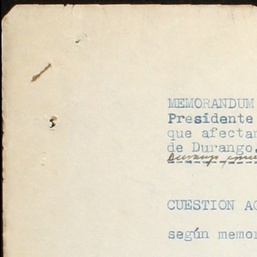 MEMORANDUM
Presidente
que afectan
de Durango.
CUESTION AG
según memor